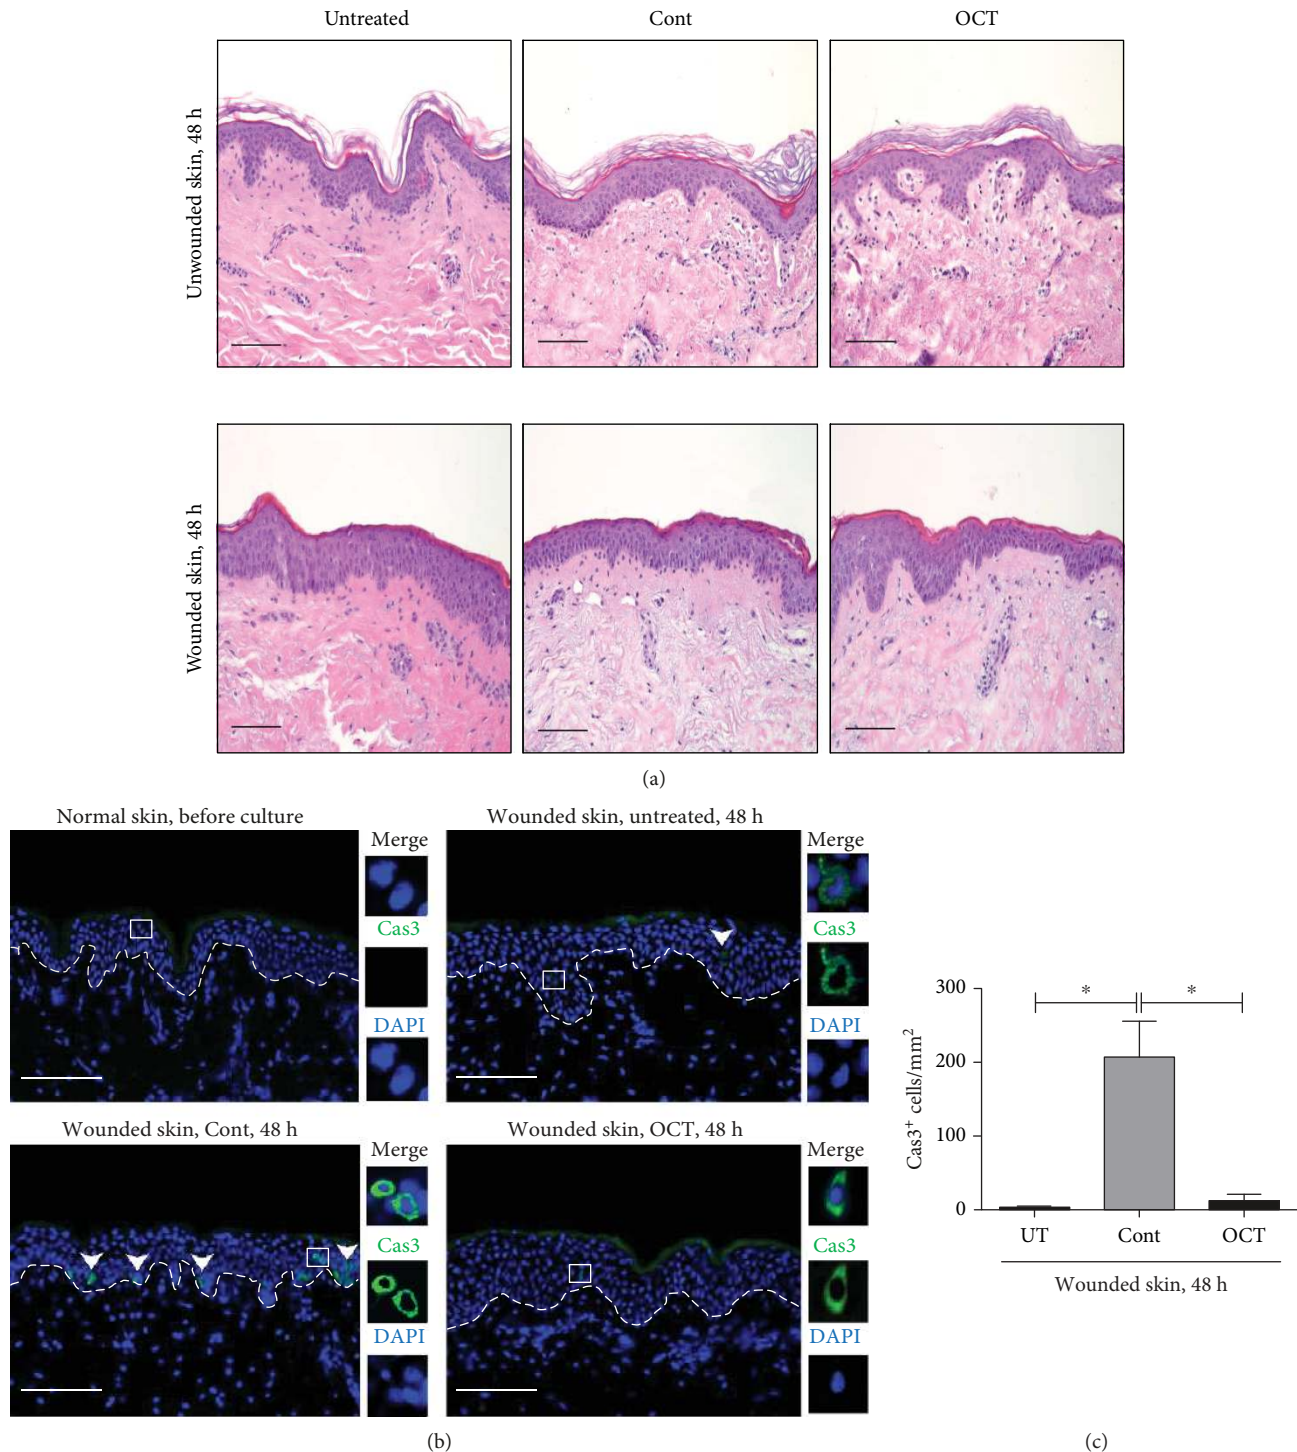 Untreated
Cont
OCT
Unwounded skin, 48 h
Wounded skin, 48 h
(a)
Normal skin, before culture
Merge
Cas3
DAPI
Wounded skin, untreated, 48 h
Merge
Cas3
DAPI
Wounded skin, Cont, 48 h
Merge
Cas3
DAPI
Wounded skin, OCT, 48 h
Merge
Cas3
DAPI
(b)
Cas3⁺ cells/mm²
300
200
100
0
*
*
UT
Cont
OCT
Wounded skin, 48 h
(c)